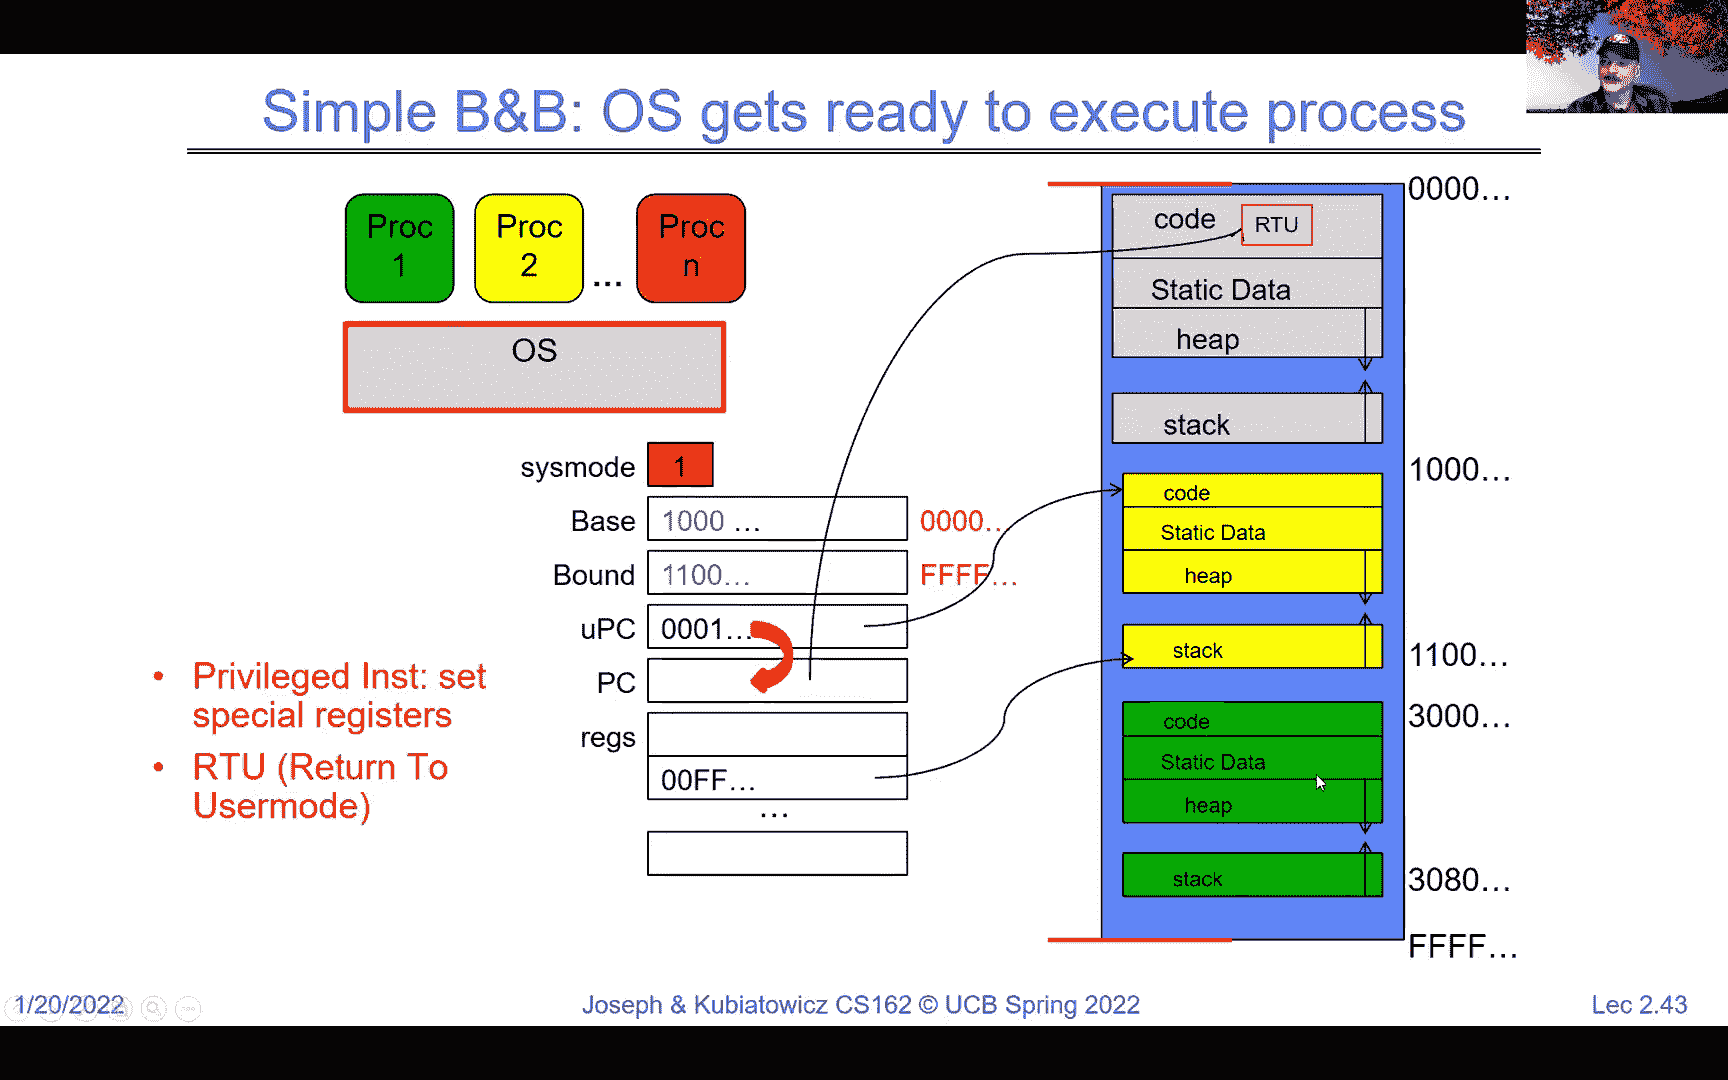 Simple B&B: OS gets ready to execute process
Proc
1
Proc
2
...
Proc
n
OS
sysmode
1
Base
1000 ...
0000...
Bound
1100...
FFFF...
uPC
0001...
PC
regs
00FF...
...
• Privileged Inst: set
special registers
• RTU (Return To
Usermode)
code
RTU
Static Data
heap
stack
code
Static Data
heap
stack
code
Static Data
heap
stack
0000...
1000...
1100...
3000...
3080...
FFFF...
1/20/2022
Joseph & Kubiatowicz CS162 © UCB Spring 2022
Lec 2.43